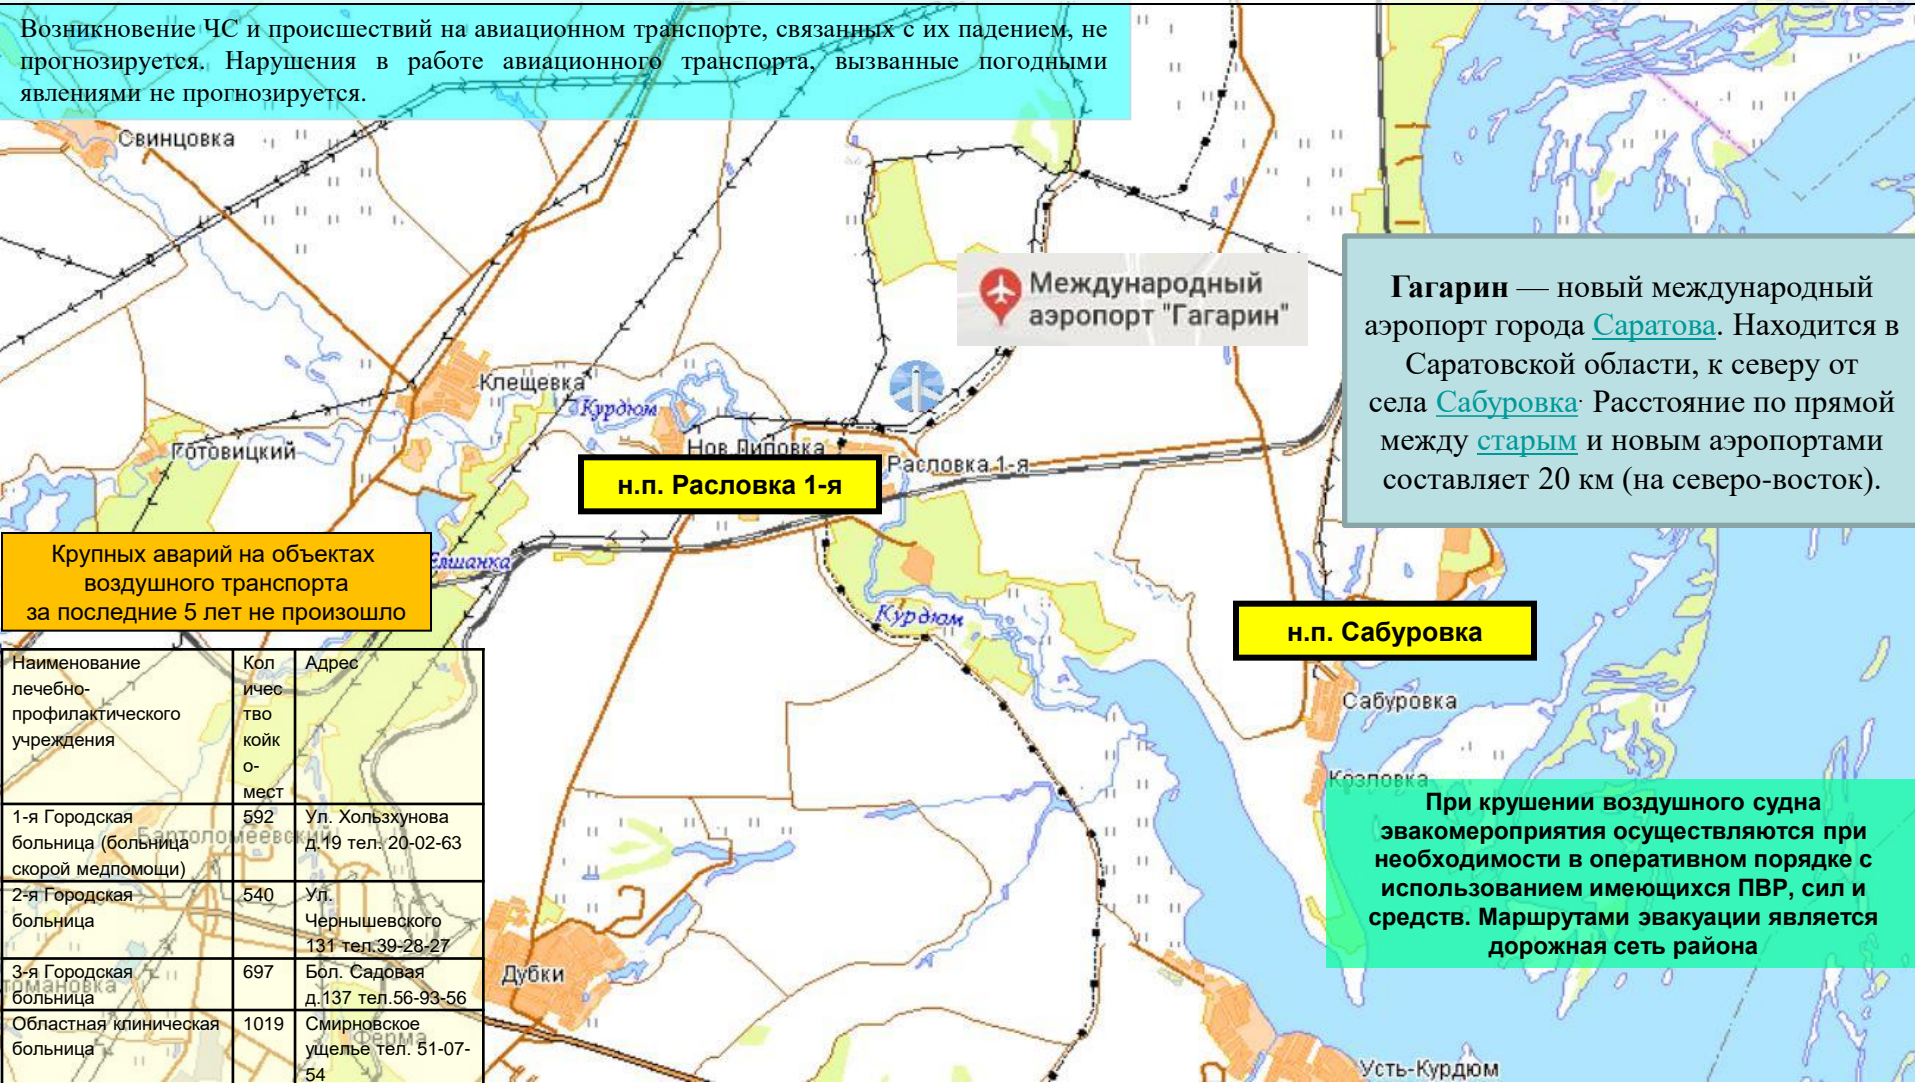 Возникновение ЧС и происшествий на авиационном транспорте, связанных с их падением, не
прогнозируется. Нарушения в работе авиационного транспорта, вызванные погодными
явлениями не прогнозируется.
Свинцовка
Международный
аэропорт "Гагарин"
Гагарин — новый международный
аэропорт города Саратова. Находится в
Саратовской области, к северу от
села Сабуровка. Расстояние по прямой
между старым и новым аэропортами
составляет 20 км (на северо-восток).
Клещевка
Курдюм
Готовицкий
Нов.Липовка
Расловка 1-я
н.п. Расловка 1-я
Крупных аварий на объектах
воздушного транспорта
за последние 5 лет не произошло
Курдюм
н.п. Сабуровка
Сабуровка
Козловка
Наименование
лечебно-
профилактического
учреждения
Кол
ичес
тво
койк
о-
мест
Адрес
1-я Городская
больница (больница
скорой медпомощи)
592
Ул. Хользхунова
д.19 тел. 20-02-63
2-я Городская
больница
540
Ул.
Чернышевского
131 тел.39-28-27
3-я Городская
больница
697
Бол. Садовая
д.137 тел.56-93-56
Областная клиническая
больница
1019
Смирновское
ущелье тел. 51-07-
54
Ферма
При крушении воздушного судна
эвакомероприятия осуществляются при
необходимости в оперативном порядке с
использованием имеющихся ПВР, сил и
средств. Маршрутами эвакуации является
дорожная сеть района
Дубки
Усть-Курдюм